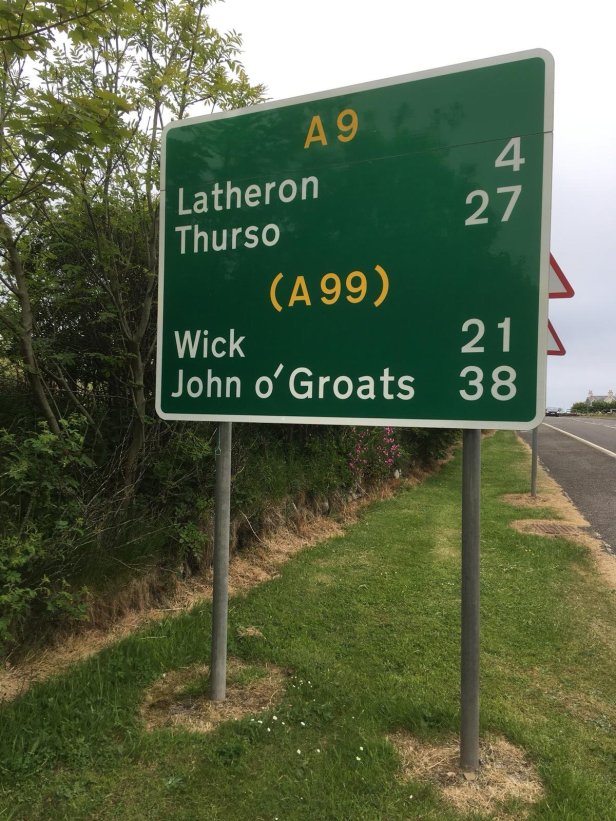 A9
Latheron 4
Thurso 27
(A99)
Wick 21
John o' Groats 38